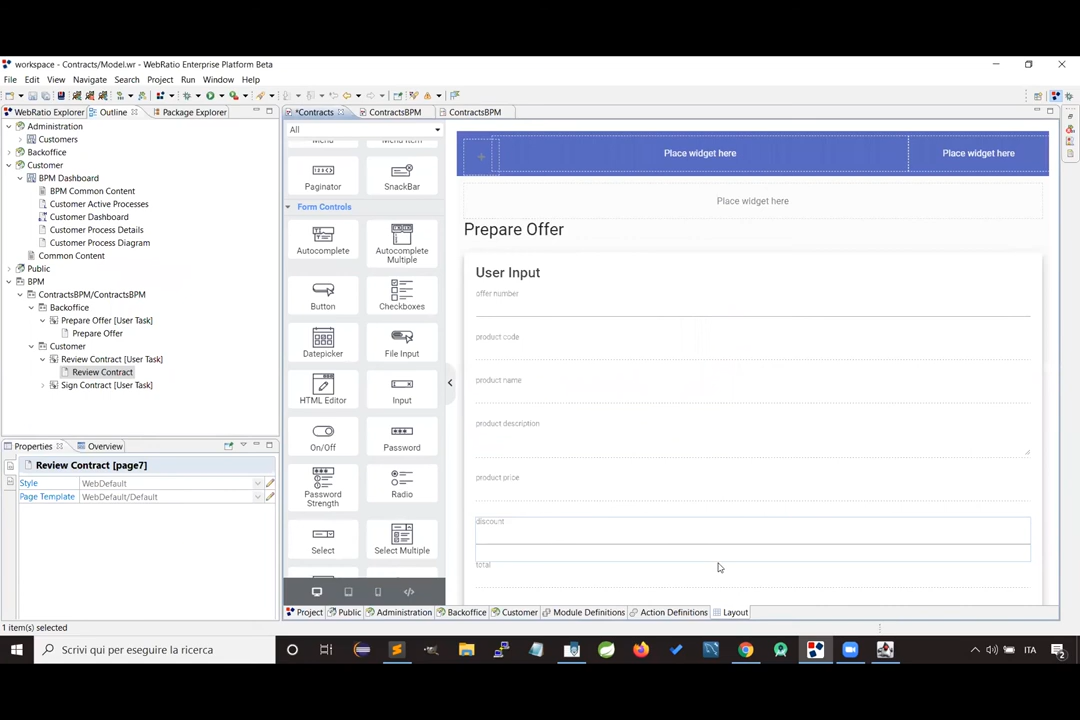 workspace - Contracts/Model.wr - WebRatio Enterprise Platform Beta
File Edit View Navigate Search Project Run Window Help
WebRatio Explorer Outline Package Explorer
*Contracts ContractsBPM ContractsBPM
Administration
Customers
Backoffice
Customer
BPM Dashboard
BPM Common Content
Customer Active Processes
Customer Dashboard
Customer Process Details
Customer Process Diagram
Common Content
Public
BPM
ContractsBPM/ContractsBPM
Backoffice
Prepare Offer [User Task]
Prepare Offer
Customer
Review Contract [User Task]
Review Contract
Sign Contract [User Task]
Properties Overview
Review Contract [page7]
Style WebDefault
Page Template WebDefault/Default
All
Menu Menu Item
Paginator SnackBar
Form Controls
Autocomplete Autocomplete Multiple
Button Checkboxes
Datepicker File Input
HTML Editor Input
On/Off Password
Password Strength Radio
Select Select Multiple
+ Place widget here Place widget here
Place widget here
Prepare Offer
User Input
offer number
product code
product name
product description
product price
discount
total
Project Public Administration Backoffice Customer Module Definitions Action Definitions Layout
1 item(s) selected
Scrivi qui per eseguire la ricerca
ITA
2